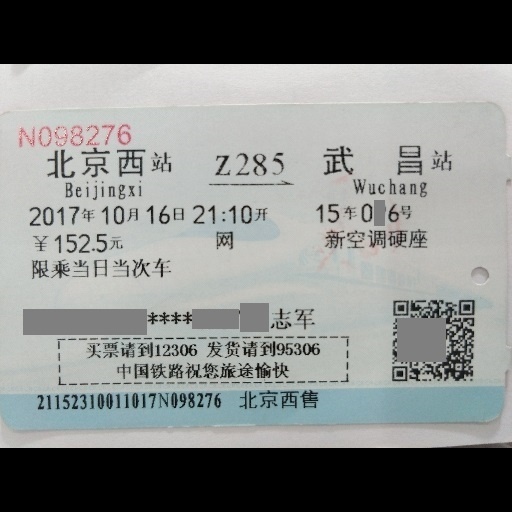 N098276
北京西站 Z285 武昌站
Beijingxi Wuchang
2017年10月16日21:10开 15车06号
￥152.5元 网 新空调硬座
限乘当日当次车
**** 志军
买票请到12306 发货请到95306
中国铁路祝您旅途愉快
21152310011017N098276 北京西售